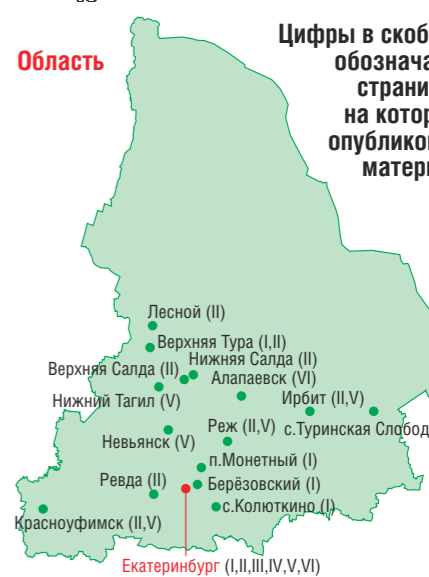 Область
Цифры в скоб
обознача
страни
на котор
опубликов
матери
Лесной (II)
Верхняя Тура (I,II)
Нижняя Салда (II)
Верхняя Салда (II)
Алапаевск (VI)
Нижний Тагил (V)
Ирбит (II,V)
с.Туринская Слобод
Реж (II,V)
Невьянск (V)
п.Монетный (I)
Ревда (II)
Берёзовский (I)
с.Колюткино (I)
Красноуфимск (II,V)
Екатеринбург (I,II,III,IV,V,VI)